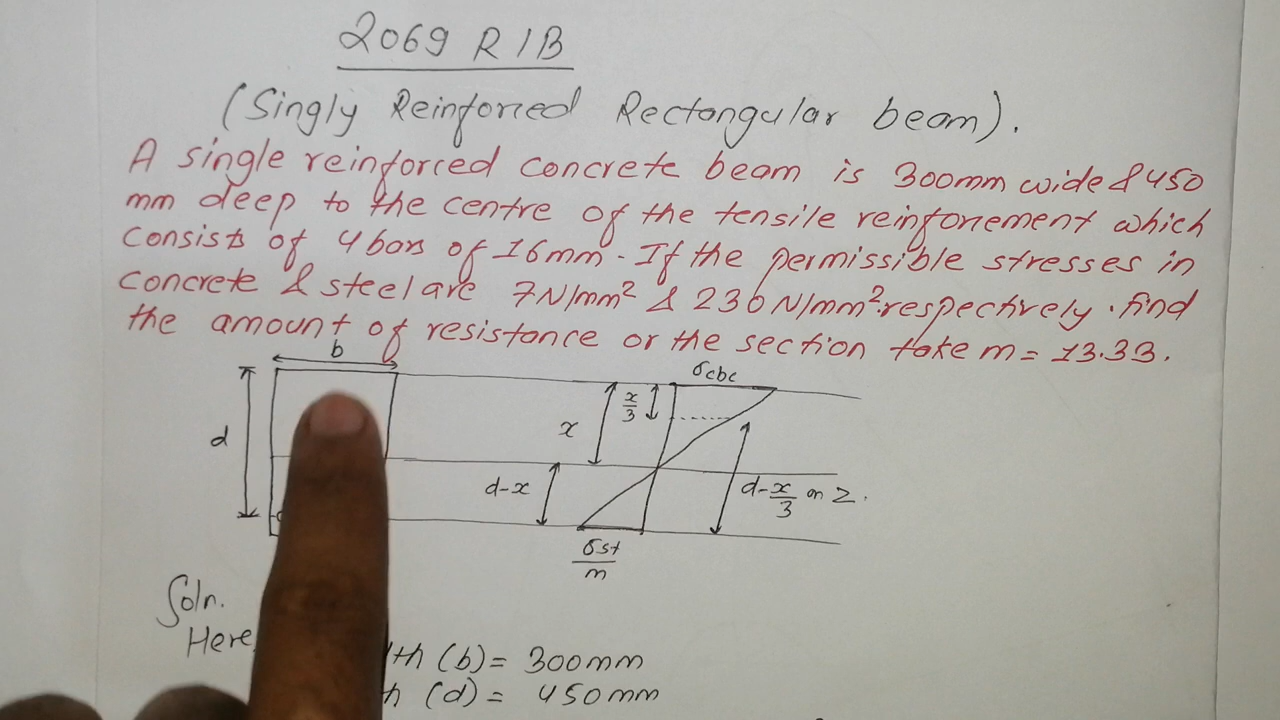 2069 R/B
(Singly Reinforced Rectangular beam).
A single reinforced concrete beam is 300mm wide & 450
mm deep to the centre of the tensile reinforcement which
consists of 4 bars of 16mm. If the permissible stresses in
concrete & steel are 7N/mm² & 230N/mm² respectively. find
the amount of resistance or the section take m = 13.33.
b
σcbc
d
x
x/3
d-x
d-x/3 or z.
σst/m
Soln.
Here,
(b) = 300mm
(d) = 450mm